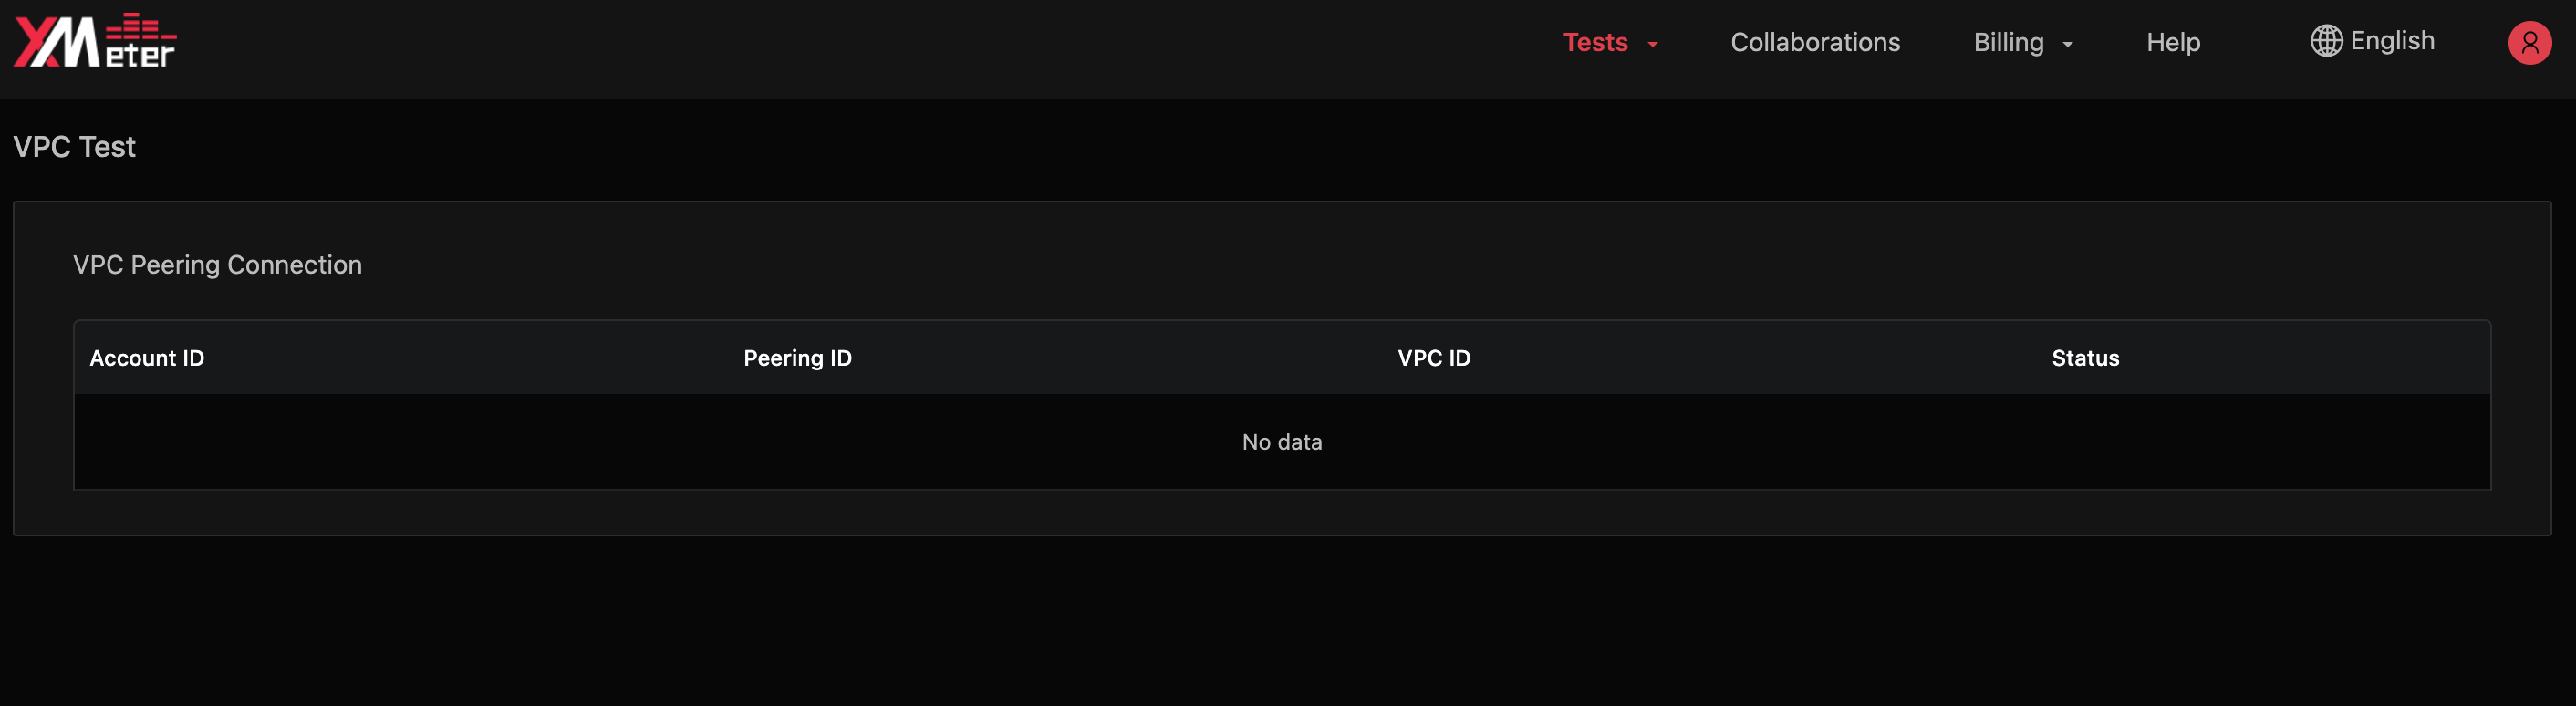 XMeter
Tests Collaborations Billing Help English
VPC Test
VPC Peering Connection
Account ID Peering ID VPC ID Status
No data